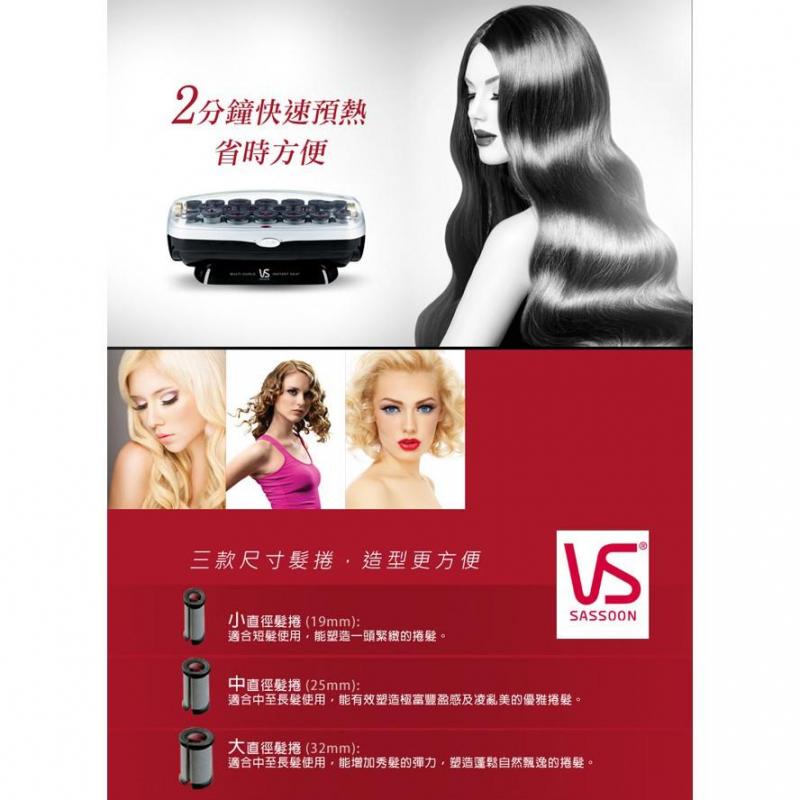 2分鐘快速預熱
省時方便
MULTI CURLS VS INSTANT HEAT
三款尺寸髮捲，造型更方便
VS®
SASSOON
小直徑髮捲 (19mm):
適合短髮使用，能塑造一頭緊緻的捲髮。
中直徑髮捲 (25mm):
適合中至長髮使用，能有效塑造極富豐盈感及凌亂美的優雅捲髮。
大直徑髮捲 (32mm):
適合中至長髮使用，能增加秀髮的彈力，塑造蓬鬆自然飄逸的捲髮。